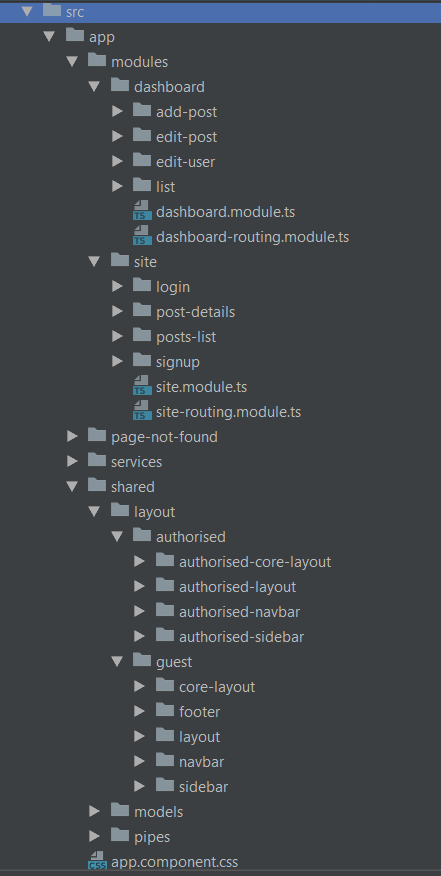 src
app
modules
dashboard
add-post
edit-post
edit-user
list
TS dashboard.module.ts
TS dashboard-routing.module.ts
site
login
post-details
posts-list
signup
TS site.module.ts
TS site-routing.module.ts
page-not-found
services
shared
layout
authorised
authorised-core-layout
authorised-layout
authorised-navbar
authorised-sidebar
guest
core-layout
footer
layout
navbar
sidebar
models
pipes
CSS app.component.css